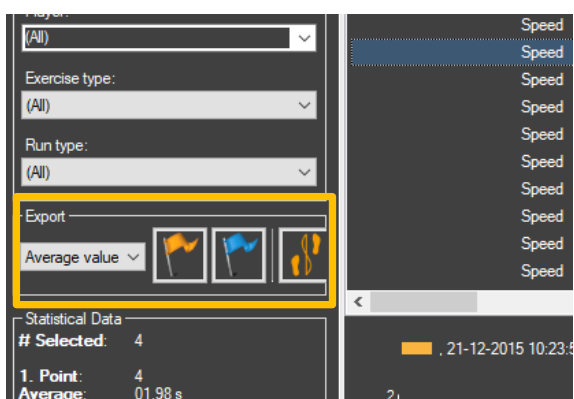 Player:
(All)
Exercise type:
(All)
Run type:
(All)
Export
Average value
Statistical Data
# Selected: 4
1. Point: 4
Average: 01.98 s
Speed
Speed
Speed
Speed
Speed
Speed
Speed
Speed
Speed
Speed
<
, 21-12-2015 10:23:5
2